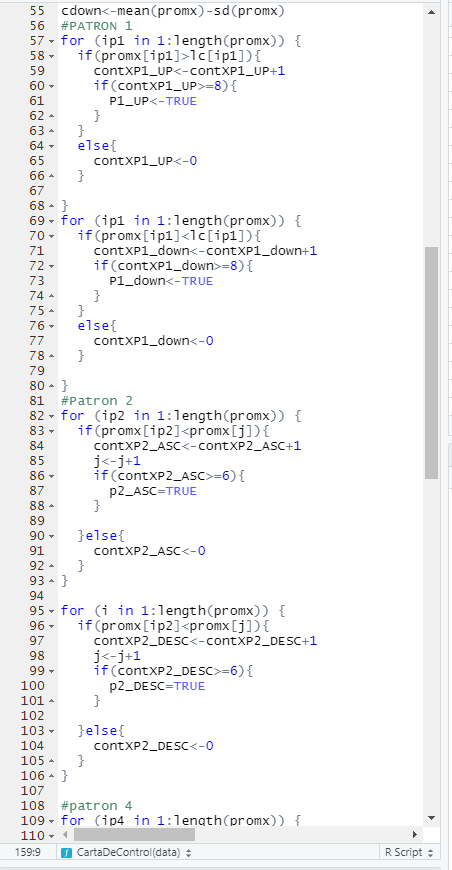 55 cdown<-mean(promx)-sd(promx)
56 #PATRON 1
57 for (ip1 in 1:length(promx)) {
58   if(promx[ip1]>lc[ip1]){
59     contXP1_UP<-contXP1_UP+1
60     if(contXP1_UP>=8){
61       P1_UP<-TRUE
62     }
63   }
64   else{
65     contXP1_UP<-0
66   }
67
68 }
69 for (ip1 in 1:length(promx)) {
70   if(promx[ip1]<lc[ip1]){
71     contXP1_down<-contXP1_down+1
72     if(contXP1_down>=8){
73       P1_down<-TRUE
74     }
75   }
76   else{
77     contXP1_down<-0
78   }
79
80 }
81 #Patron 2
82 for (ip2 in 1:length(promx)) {
83   if(promx[ip2]<promx[j]){
84     contXP2_ASC<-contXP2_ASC+1
85     j<-j+1
86     if(contXP2_ASC>=6){
87       p2_ASC=TRUE
88     }
89
90   }else{
91     contXP2_ASC<-0
92   }
93 }
94
95 for (i in 1:length(promx)) {
96   if(promx[ip2]<promx[j]){
97     contXP2_DESC<-contXP2_DESC+1
98     j<-j+1
99     if(contXP2_DESC>=6){
100       p2_DESC=TRUE
101     }
102
103   }else{
104     contXP2_DESC<-0
105   }
106 }
107
108 #patron 4
109 for (ip4 in 1:length(promx)) {
110
159:9 CartaDeControl(data) R Script